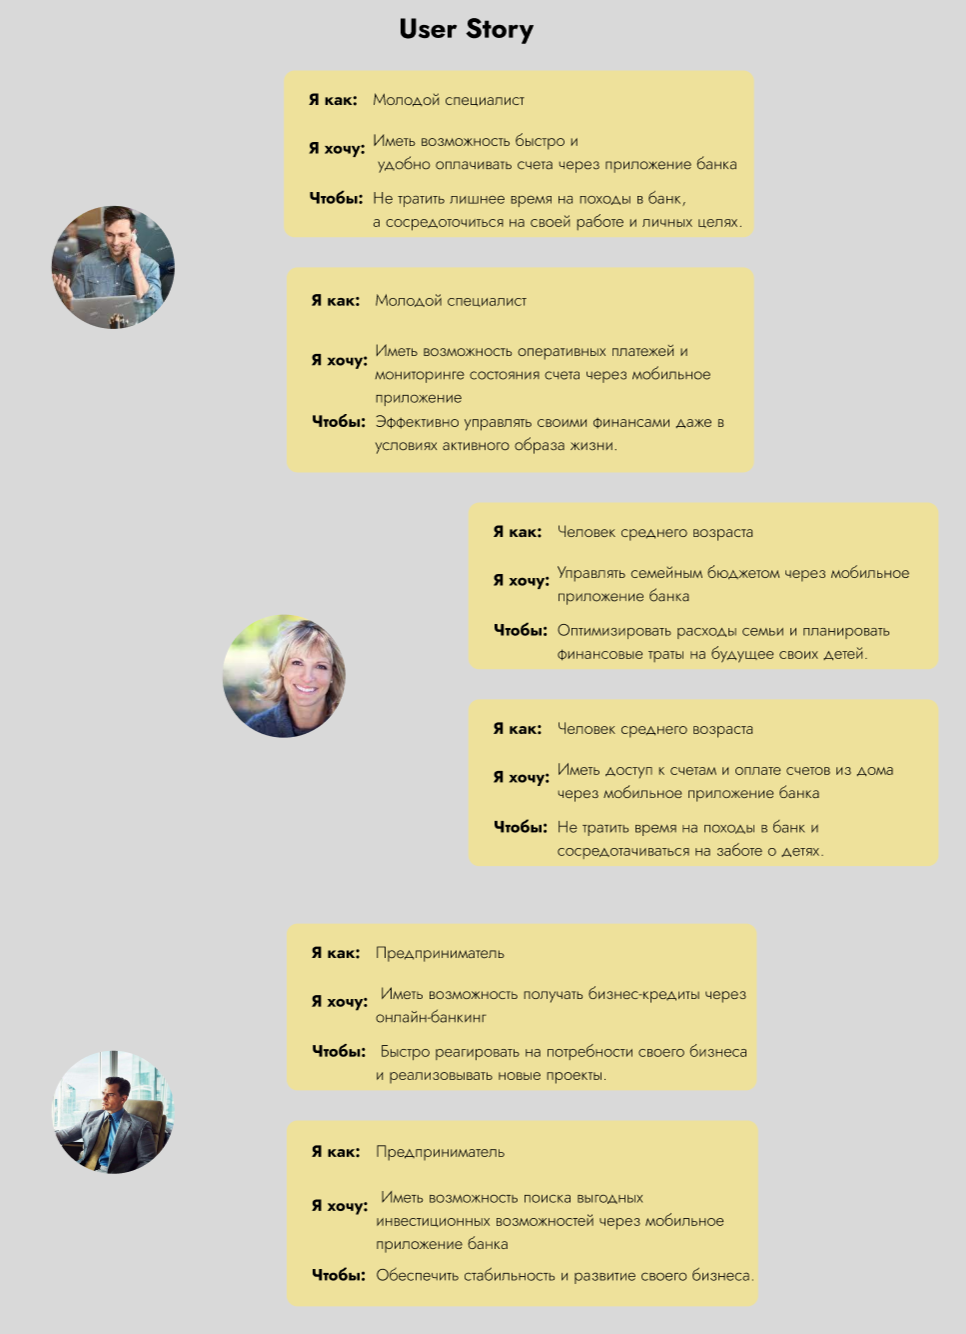 User Story
Я как: Молодой специалист
Я хочу: Иметь возможность быстро и
удобно оплачивать счета через приложение банка
Чтобы: Не тратить лишнее время на походы в банк,
а сосредоточиться на своей работе и личных целях.
Я как: Молодой специалист
Я хочу: Иметь возможность оперативных платежей и
мониторинге состояния счета через мобильное
приложение
Чтобы: Эффективно управлять своими финансами даже в
условиях активного образа жизни.
Я как: Человек среднего возраста
Я хочу: Управлять семейным бюджетом через мобильное
приложение банка
Чтобы: Оптимизировать расходы семьи и планировать
финансовые траты на будущее своих детей.
Я как: Человек среднего возраста
Я хочу: Иметь доступ к счетам и оплате счетов из дома
через мобильное приложение банка
Чтобы: Не тратить время на походы в банк и
сосредотачиваться на заботе о детях.
Я как: Предприниматель
Я хочу: Иметь возможность получать бизнес-кредиты через
онлайн-банкинг
Чтобы: Быстро реагировать на потребности своего бизнеса
и реализовывать новые проекты.
Я как: Предприниматель
Я хочу: Иметь возможность поиска выгодных
инвестиционных возможностей через мобильное
приложение банка
Чтобы: Обеспечить стабильность и развитие своего бизнеса.